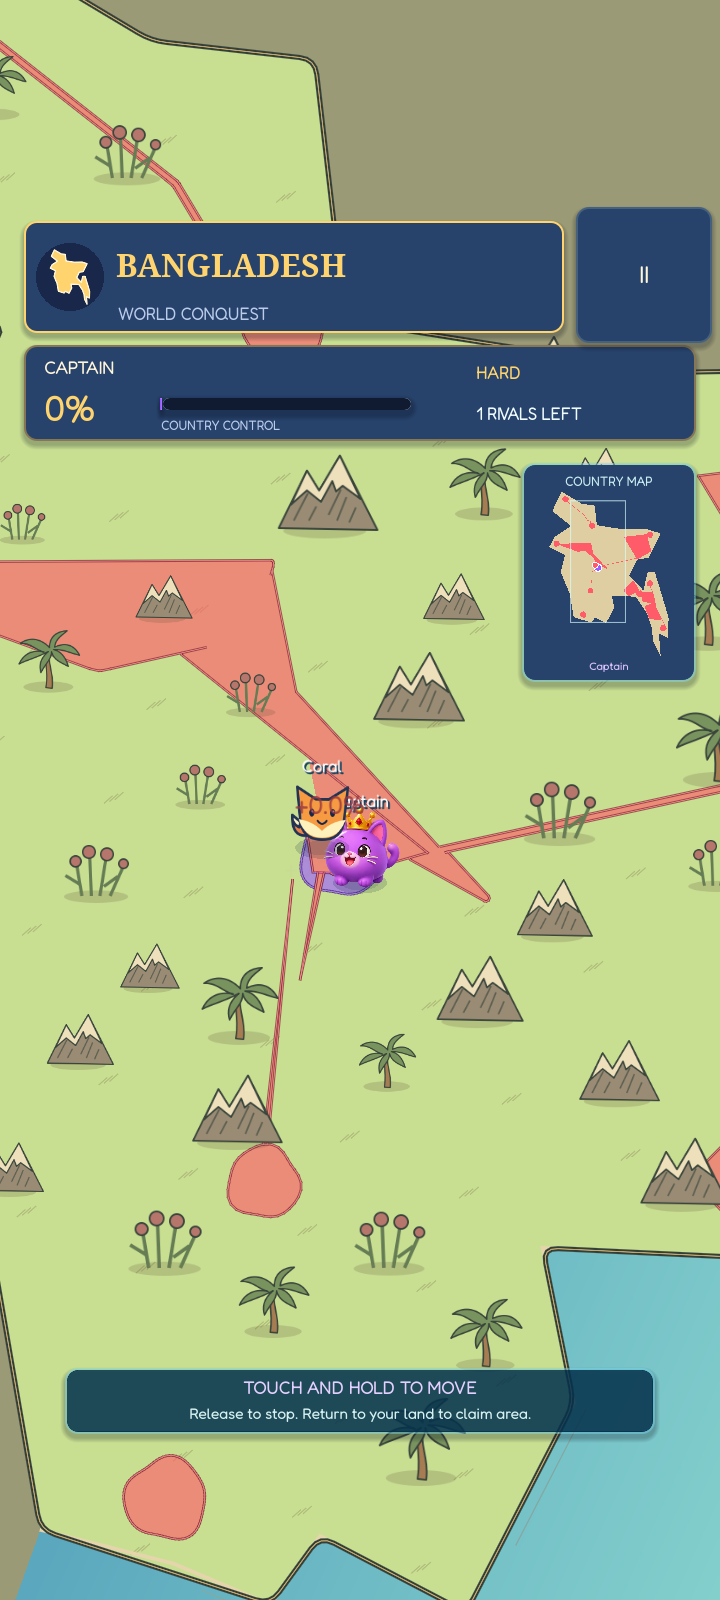 BANGLADESH
WORLD CONQUEST
CAPTAIN
0%
COUNTRY CONTROL
HARD
1 RIVALS LEFT
COUNTRY MAP
Captain
Coral
TOUCH AND HOLD TO MOVE
Release to stop. Return to your land to claim area.